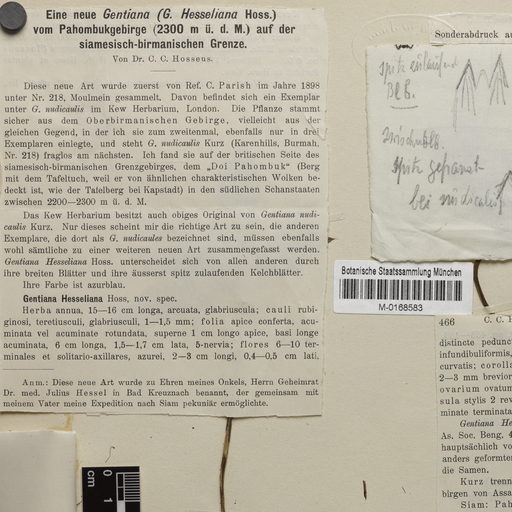 Eine neue Gentiana (G. Hesseliana Hoss.)
vom Pahombukgebirge (2300 m ü. d. M.) auf der
siamesisch-birmanischen Grenze.
Von Dr. C. C. Hosseus.
Diese neue Art wurde zuerst von Ref. C. Parish im Jahre 1898
unter Nr. 218, Moulmein gesammelt. Davon befindet sich ein Exemplar
unter G. nudicaulis im Kew Herbarium, London. Die Pflanze stammt
sicher aus dem Oberbirmanischen Gebirge, vielleicht aus der
gleichen Gegend, in der ich sie zum zweitenmal, ebenfalls nur in drei
Exemplaren einlegte, und steht G. nudicaulis Kurz (Karenhills, Burmah,
Nr. 218) fraglos am nächsten. Ich fand sie auf der britischen Seite des
siamesisch-birmanischen Grenzgebirges, dem „Doi Pahombuk“ (Berg
mit dem Tafeltuch, weil er von ähnlichen charakteristischen Wolken be-
deckt ist, wie der Tafelberg bei Kapstadt) in den südlichen Schanstaaten
zwischen 2200—2300 m ü. d. M.
Das Kew Herbarium besitzt auch obiges Original von Gentiana nudi-
caulis Kurz. Nur dieses scheint mir die richtige Art zu sein, die anderen
Exemplare, die dort als G. nudicaules bezeichnet sind, müssen ebenfalls
wohl sämtliche zu einer weiteren neuen Art zusammengefasst werden.
Gentiana Hesseliana Hoss. unterscheidet sich von allen anderen durch
ihre breiten Blätter und ihre äusserst spitz zulaufenden Kelchblätter.
Ihre Farbe ist azurblau.
Gentiana Hesseliana Hoss. nov. spec.
Herba annua, 15—16 cm longa, arcuata, glabriuscula; cauli rubi-
ginosi, teretiusculi, glabriusculi, 1—1,5 mm; folia apice conferta, acu-
minata vel acuminate rotundata, superne 1 cm longo apice, basi longe
acuminata, 6 cm longa, 1,5—1,7 cm lata, 5-nervia; flores 6—10 ter-
minales et solitario-axillares, azurei, 2—3 cm longi, 0,4—0,5 cm lati,
Anm.: Diese neue Art wurde zu Ehren meines Onkels, Herrn Geheimrat
Dr. med. Julius Hessel in Bad Kreuznach benannt, der gemeinsam mit
meinem Vater meine Expedition nach Siam pekuniär ermöglichte.
Sonderabdruck au
spitz
spitz
bei nudicaulis
Botanische Staatssammlung München
M-0168583
466 C. C. H
distincte pedunc
infundibuliformis,
curvatis; corolla
2—3 mm brevior
ovarium ovatum
sula stylis 2 rev
minate terminata
Gentiana He
As. Soc. Beng. 4
hauptsächlich vo
anders geformter
die Samen.
Kurz trenn
birgen von Assa
Siam: Pah
0
1
cm